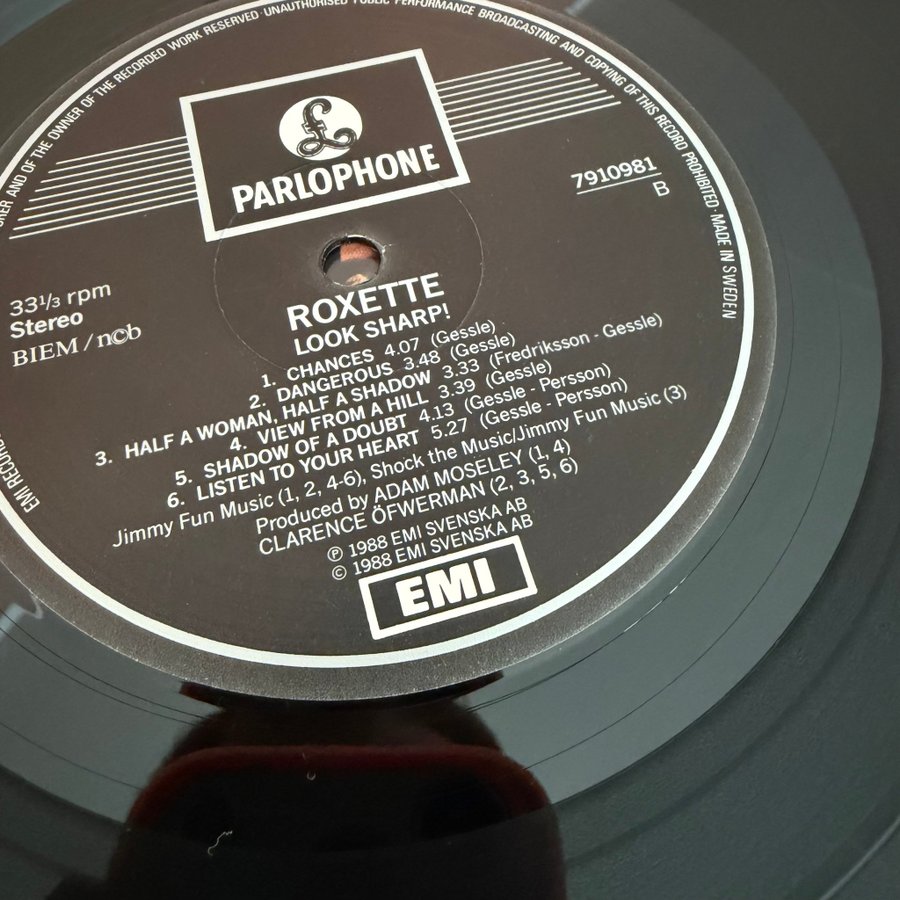 OF THE OWNER OF THE RECORDED WORK RESERVED · UNAUTHORISED PUBLIC PERFORMANCE BROADCASTING AND COPYING OF THIS RECORD PROHIBITED · MADE IN SWEDEN
£
PARLOPHONE
7910981
B
33 1/3 rpm
Stereo
BIEM / n©b
ROXETTE
LOOK SHARP!
1. CHANCES 4.07 (Gessle)
2. DANGEROUS 3.48 (Gessle)
3. HALF A WOMAN, HALF A SHADOW 3.33 (Fredriksson - Gessle)
4. VIEW FROM A HILL 3.39 (Gessle)
5. SHADOW OF A DOUBT 4.13 (Gessle - Persson)
6. LISTEN TO YOUR HEART 5.27 (Gessle - Persson)
Jimmy Fun Music (1, 2, 4-6), Shock the Music/Jimmy Fun Music (3)
Produced by ADAM MOSELEY (1, 4)
CLARENCE ÖFWERMAN (2, 3, 5, 6)
℗ 1988 EMI SVENSKA AB
© 1988 EMI SVENSKA AB
EMI
EMI